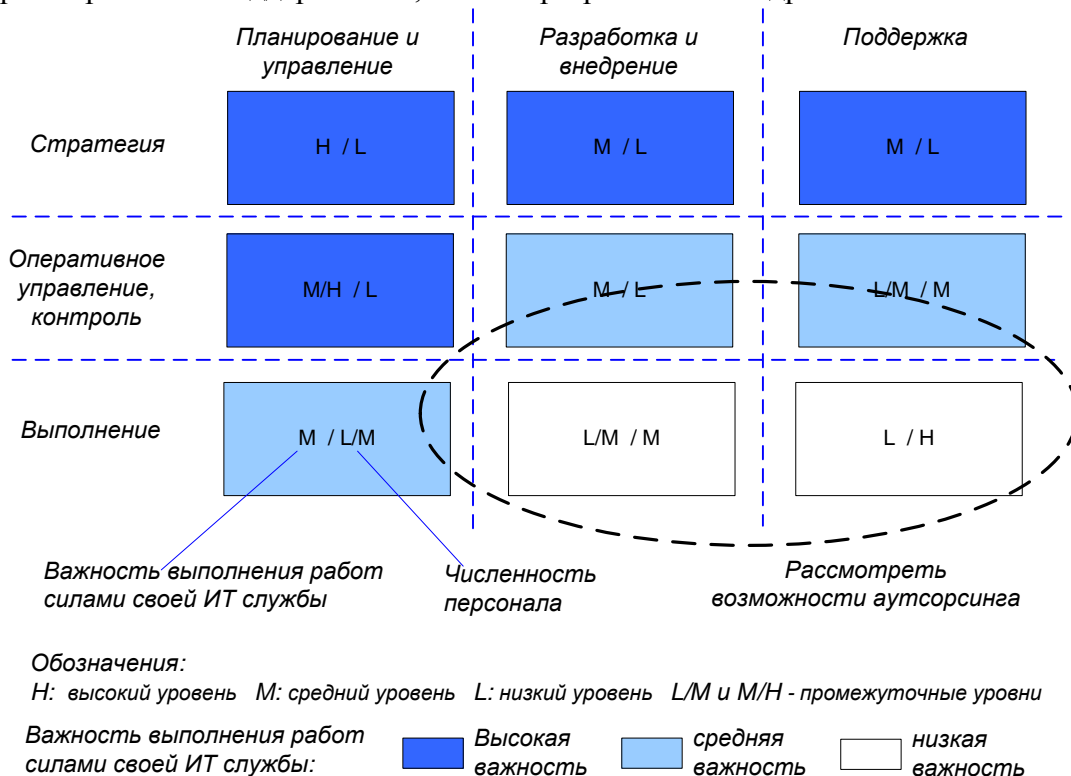 Планирование и
управление
Разработка и
внедрение
Поддержка
Стратегия
H / L
M / L
M / L
Оперативное
управление,
контроль
M/H / L
M / L
L/M / M
Выполнение
M / L/M
L/M / M
L / H
Важность выполнения работ
силами своей ИТ службы
Численность
персонала
Рассмотреть
возможности аутсорсинга
Обозначения:
H: высокий уровень M: средний уровень L: низкий уровень L/M и M/H - промежуточные уровни
Важность выполнения работ
силами своей ИТ службы:
Высокая
важность
средняя
важность
низкая
важность